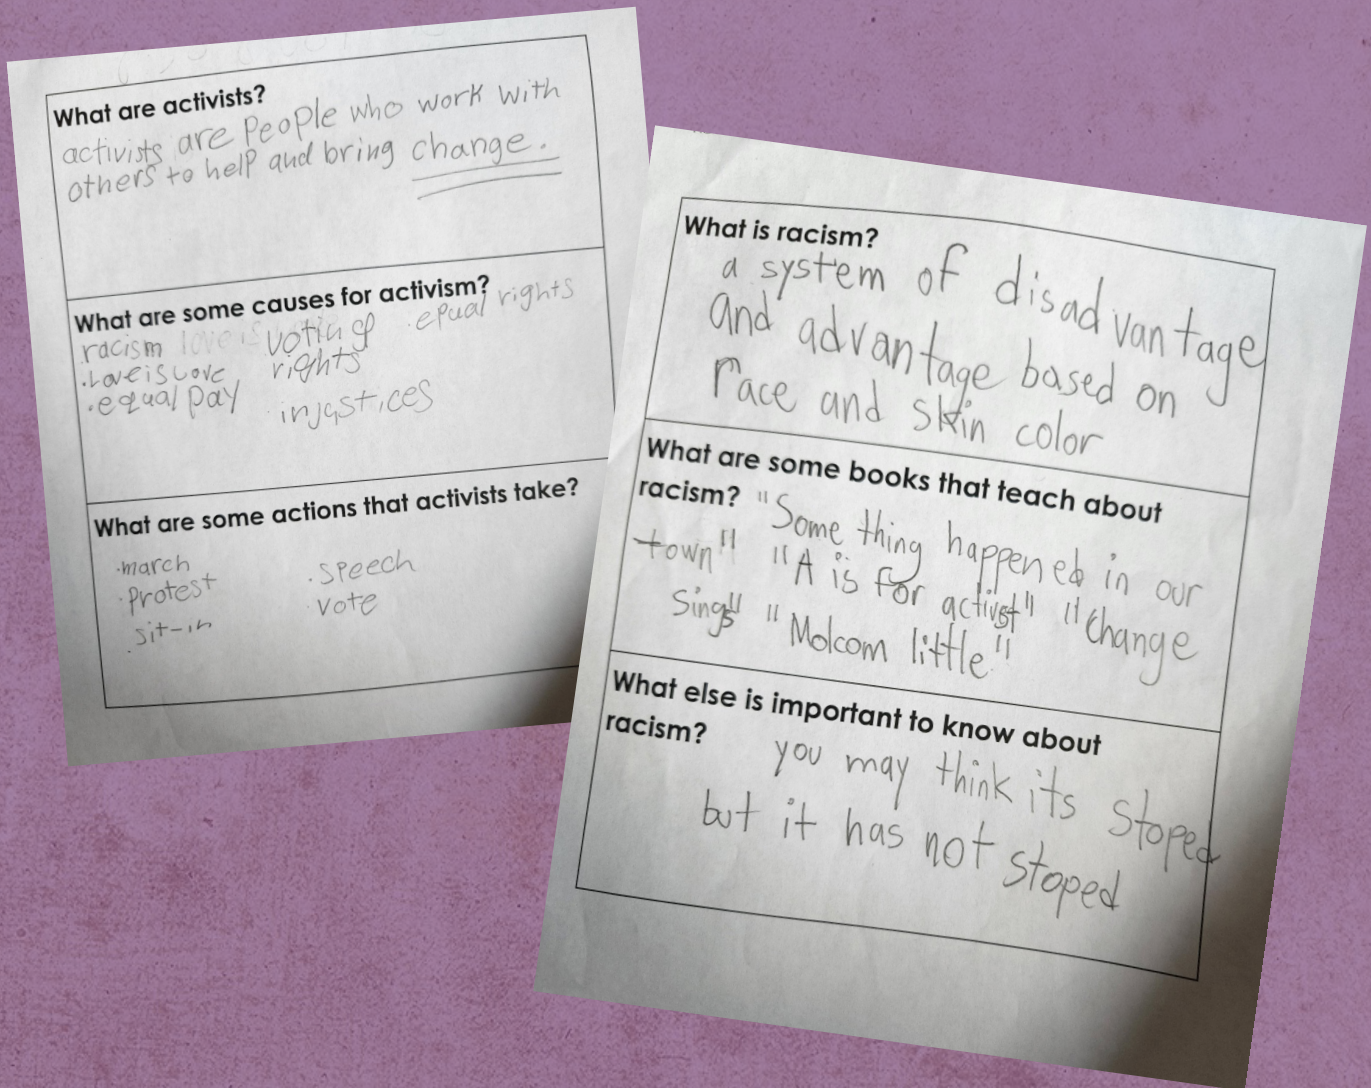 What are activists?
activists are people who work with
others to help and bring change.
What are some causes for activism?
.racism love is voting .equal rights
.Love is Love rights
.equal pay
.injustices
What are some actions that activists take?
.march .speech
.protest .vote
.sit-in
What is racism?
a system of disadvantage
and advantage based on
race and skin color
What are some books that teach about
racism? "Some thing happened in our
town" "A is for activst" "Change
Sings" "Molcom little"
What else is important to know about
racism? you may think its stoped
but it has not stoped